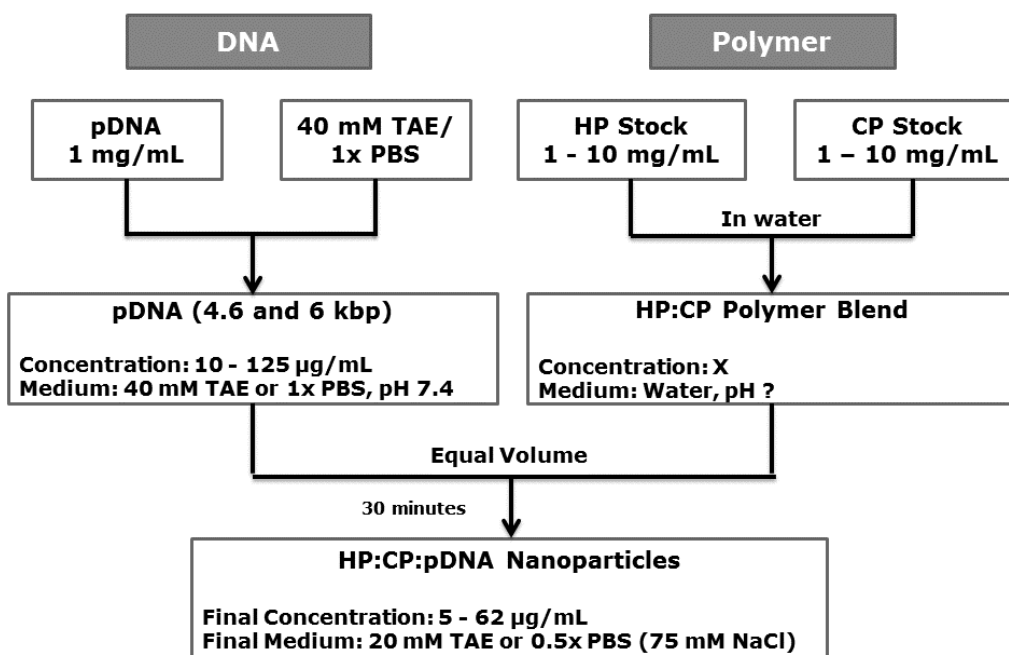 DNA
Polymer
pDNA
1 mg/mL
40 mM TAE/
1x PBS
HP Stock
1 - 10 mg/mL
CP Stock
1 – 10 mg/mL
In water
pDNA (4.6 and 6 kbp)
Concentration: 10 - 125 µg/mL
Medium: 40 mM TAE or 1x PBS, pH 7.4
HP:CP Polymer Blend
Concentration: X
Medium: Water, pH ?
Equal Volume
30 minutes
HP:CP:pDNA Nanoparticles
Final Concentration: 5 - 62 µg/mL
Final Medium: 20 mM TAE or 0.5x PBS (75 mM NaCl)